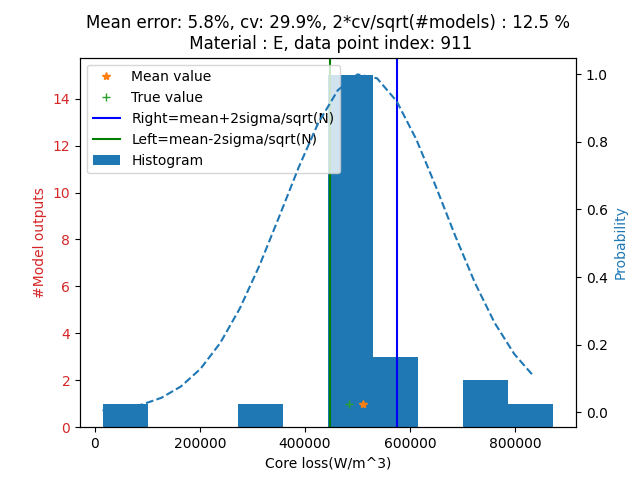 Mean error: 5.8%, cv: 29.9%, 2*cv/sqrt(#models) : 12.5 %
Material : E, data point index: 911
Mean value
True value
Right=mean+2sigma/sqrt(N)
Left=mean-2sigma/sqrt(N)
Histogram
#Model outputs
14
12
10
8
6
4
2
0
Probability
1.0
0.8
0.6
0.4
0.2
0.0
0 200000 400000 600000 800000
Core loss(W/m^3)